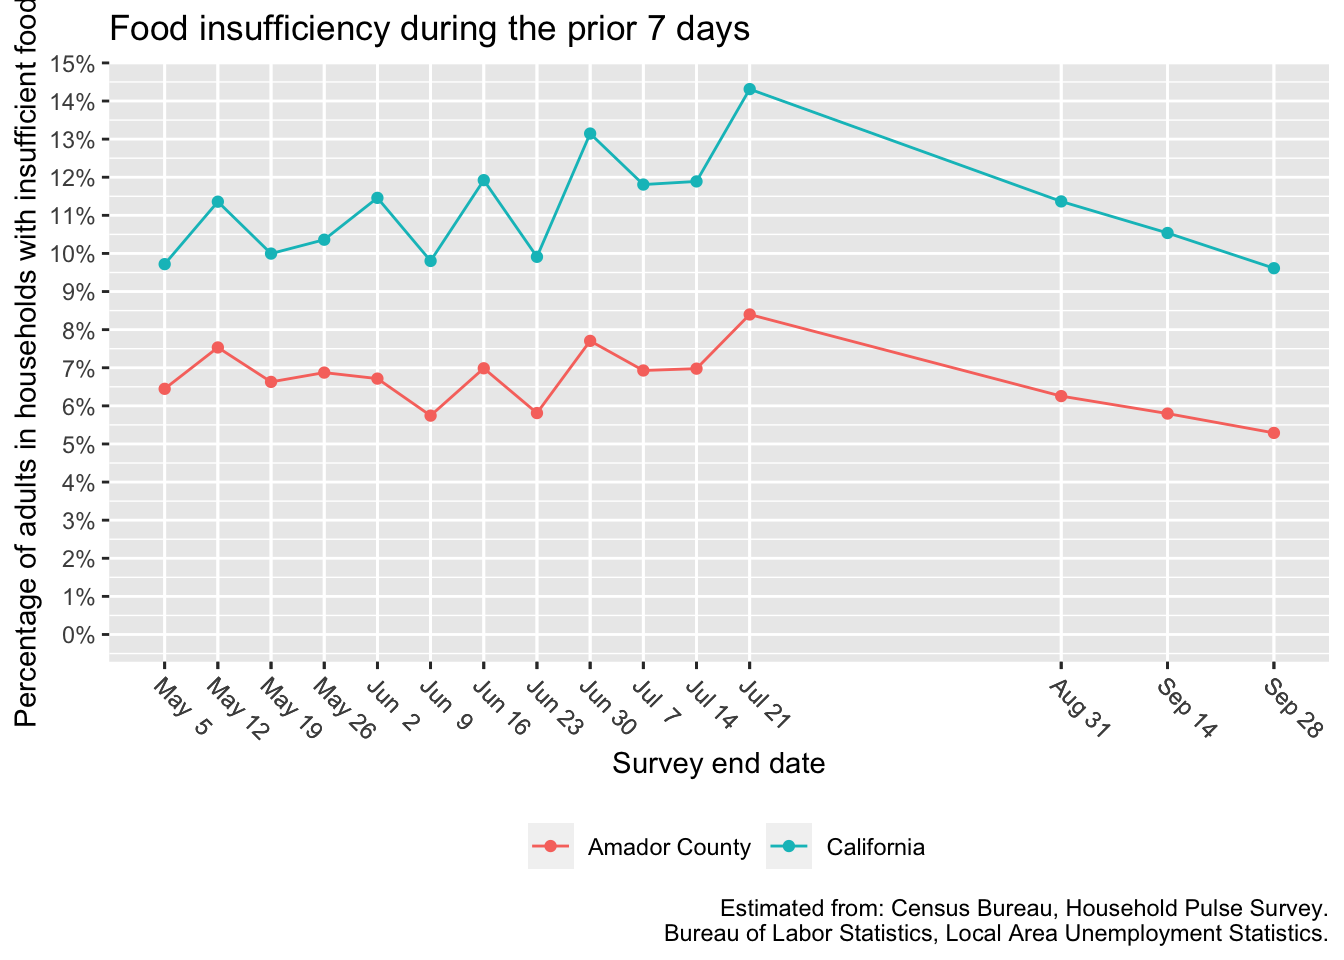 Food insufficiency during the prior 7 days
Percentage of adults in households with insufficient food
15%
14%
13%
12%
11%
10%
9%
8%
7%
6%
5%
4%
3%
2%
1%
0%
May 5
May 12
May 19
May 26
Jun 2
Jun 9
Jun 16
Jun 23
Jun 30
Jul 7
Jul 14
Jul 21
Aug 31
Sep 14
Sep 28
Survey end date
Amador County
California
Estimated from: Census Bureau, Household Pulse Survey.
Bureau of Labor Statistics, Local Area Unemployment Statistics.